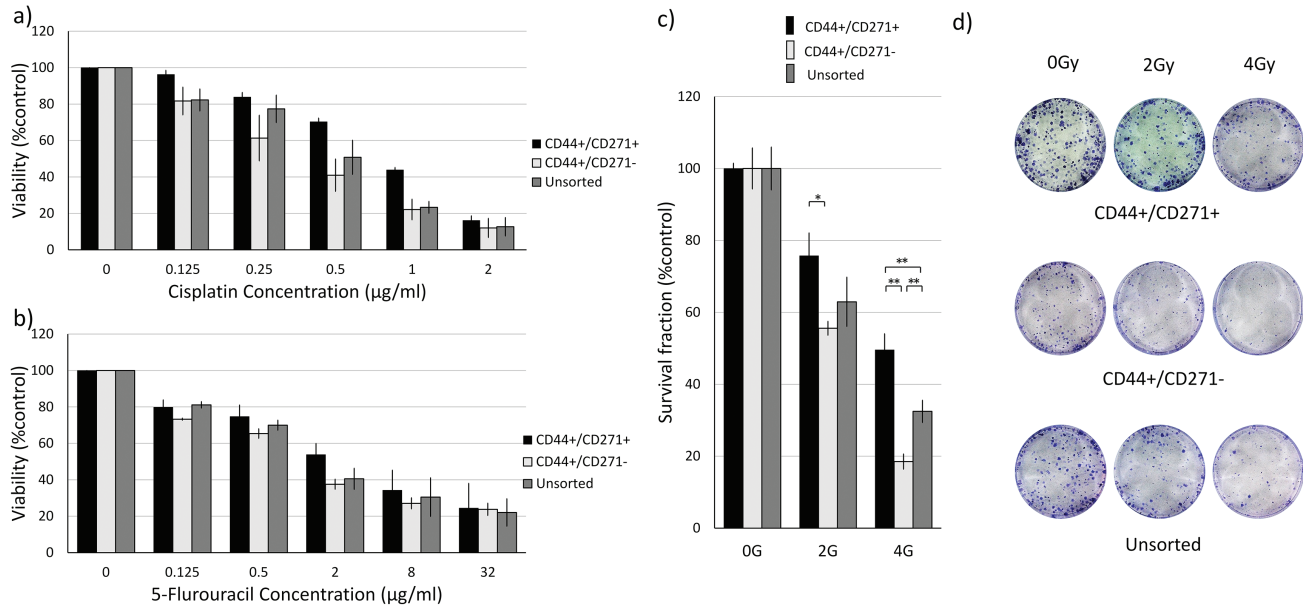 a)
Viability (%control)
120
100
80
60
40
20
0
0 0.125 0.25 0.5 1 2
Cisplatin Concentration (µg/ml)
CD44+/CD271+
CD44+/CD271-
Unsorted
b)
Viability (%control)
120
100
80
60
40
20
0
0 0.125 0.5 2 8 32
5-Flurouracil Concentration (µg/ml)
CD44+/CD271+
CD44+/CD271-
Unsorted
c)
CD44+/CD271+
CD44+/CD271-
Unsorted
Survival fraction (%control)
120
100
80
60
40
20
0
*
**
** **
0G 2G 4G
d)
0Gy 2Gy 4Gy
CD44+/CD271+
CD44+/CD271-
Unsorted